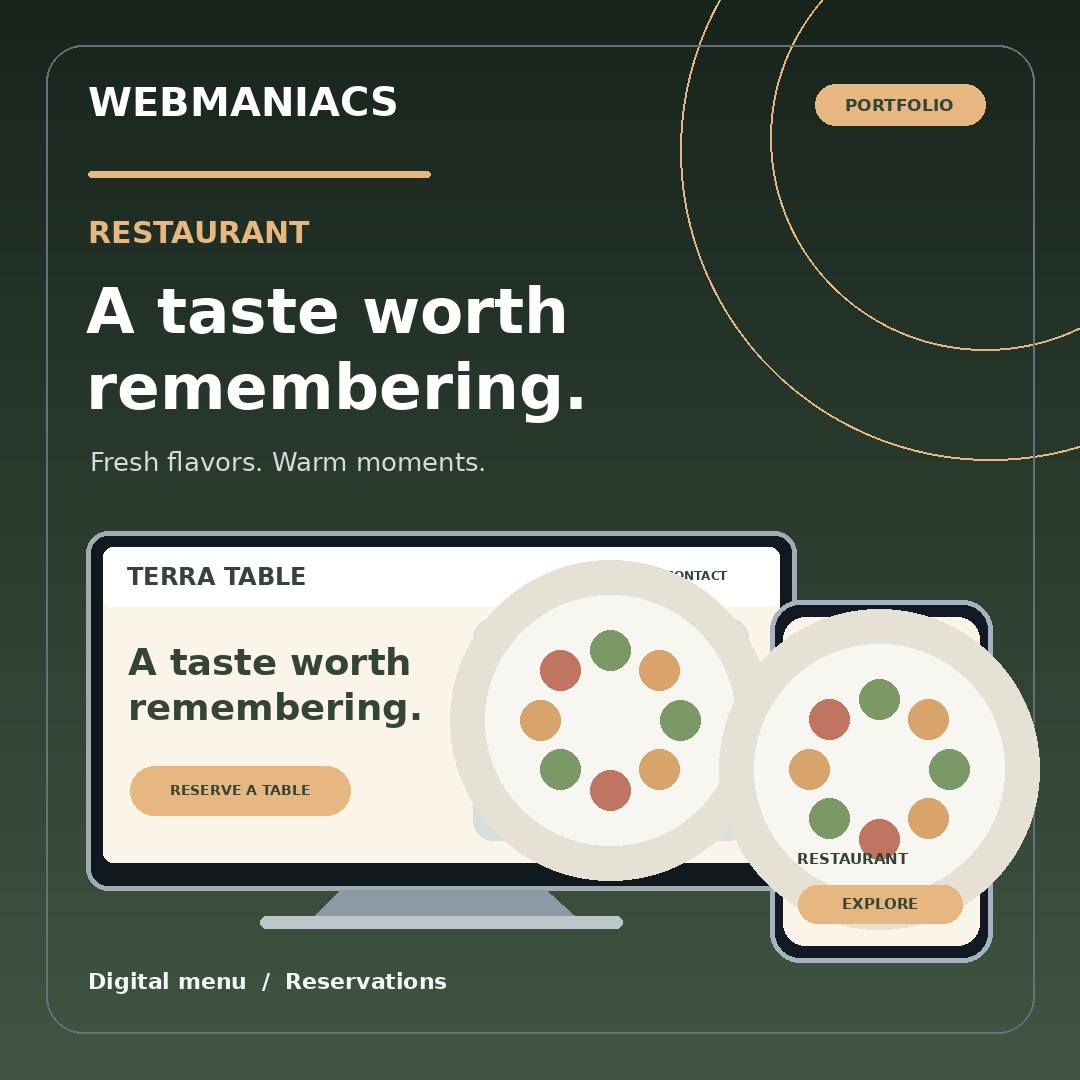 WEBMANIACS
PORTFOLIO
RESTAURANT
A taste worth
remembering.
Fresh flavors. Warm moments.
TERRA TABLE
A taste worth
remembering.
RESERVE A TABLE
RESTAURANT
EXPLORE
Digital menu / Reservations